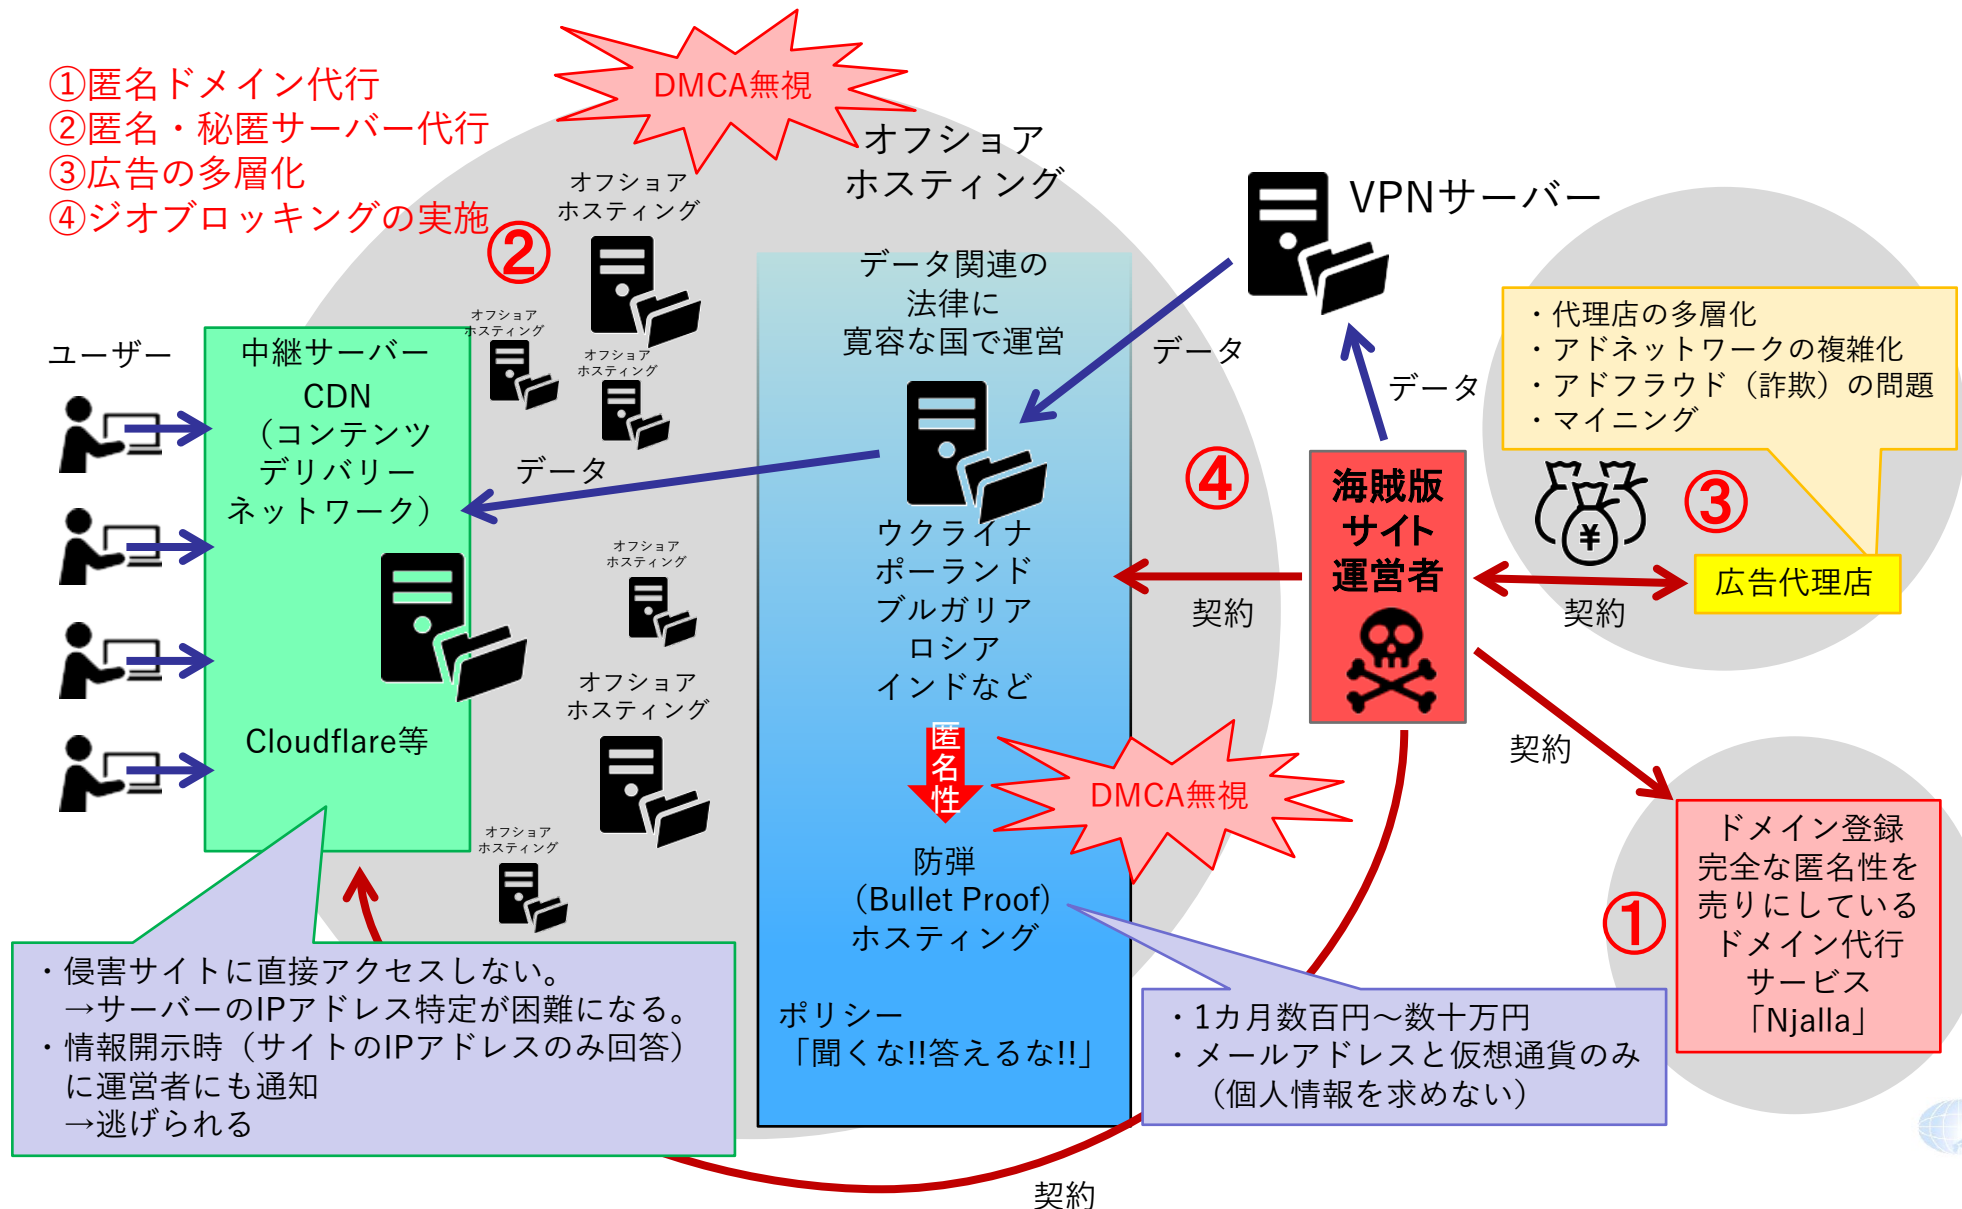 ①匿名ドメイン代行
②匿名・秘匿サーバー代行
③広告の多層化
④ジオブロッキングの実施
DMCA無視
オフショア
ホスティング
②
オフショア
ホスティング
オフショア
ホスティング
オフショア
ホスティング
データ
オフショア
ホスティング
オフショア
ホスティング
オフショア
ホスティング
ユーザー
中継サーバー
CDN
（コンテンツ
デリバリー
ネットワーク）
Cloudflare等
・侵害サイトに直接アクセスしない。
→サーバーのIPアドレス特定が困難になる。
・情報開示時（サイトのIPアドレスのみ回答）
に運営者にも通知
→逃げられる
データ関連の
法律に
寛容な国で運営
ウクライナ
ポーランド
ブルガリア
ロシア
インドなど
匿名性
DMCA無視
防弾
（Bullet Proof）
ホスティング
ポリシー
「聞くな!!答えるな!!」
・1カ月数百円～数十万円
・メールアドレスと仮想通貨のみ
（個人情報を求めない）
VPNサーバー
データ
データ
④
海賊版
サイト
運営者
契約
契約
契約
契約
・代理店の多層化
・アドネットワークの複雑化
・アドフラウド（詐欺）の問題
・マイニング
¥
③
広告代理店
①
ドメイン登録
完全な匿名性を
売りにしている
ドメイン代行
サービス
「Njalla」